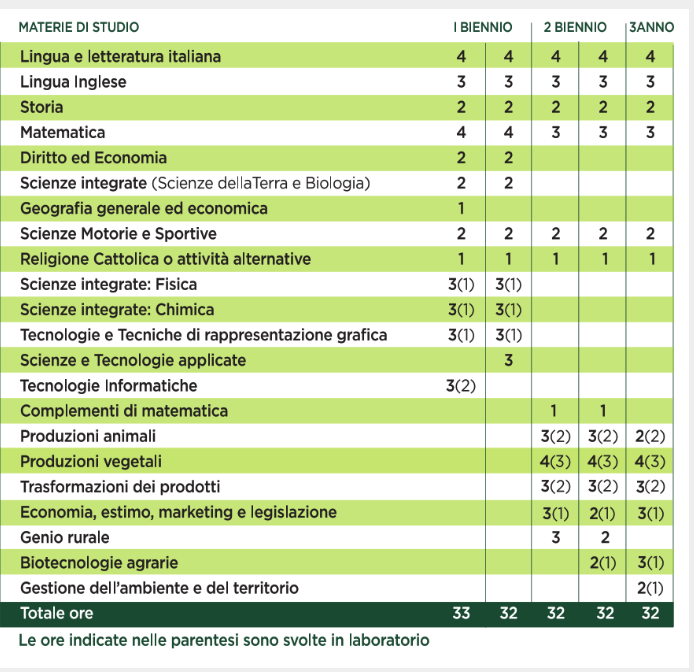 MATERIE DI STUDIO I BIENNIO 2 BIENNIO 3ANNO
Lingua e letteratura italiana 4 4 4 4 4
Lingua Inglese 3 3 3 3 3
Storia 2 2 2 2 2
Matematica 4 4 3 3 3
Diritto ed Economia 2 2
Scienze integrate (Scienze dellaTerra e Biologia) 2 2
Geografia generale ed economica 1
Scienze Motorie e Sportive 2 2 2 2 2
Religione Cattolica o attività alternative 1 1 1 1 1
Scienze integrate: Fisica 3(1) 3(1)
Scienze integrate: Chimica 3(1) 3(1)
Tecnologie e Tecniche di rappresentazione grafica 3(1) 3(1)
Scienze e Tecnologie applicate 3
Tecnologie Informatiche 3(2)
Complementi di matematica 1 1
Produzioni animali 3(2) 3(2) 2(2)
Produzioni vegetali 4(3) 4(3) 4(3)
Trasformazioni dei prodotti 3(2) 3(2) 3(2)
Economia, estimo, marketing e legislazione 3(1) 2(1) 3(1)
Genio rurale 3 2
Biotecnologie agrarie 2(1) 3(1)
Gestione dell'ambiente e del territorio 2(1)
Totale ore 33 32 32 32 32
Le ore indicate nelle parentesi sono svolte in laboratorio